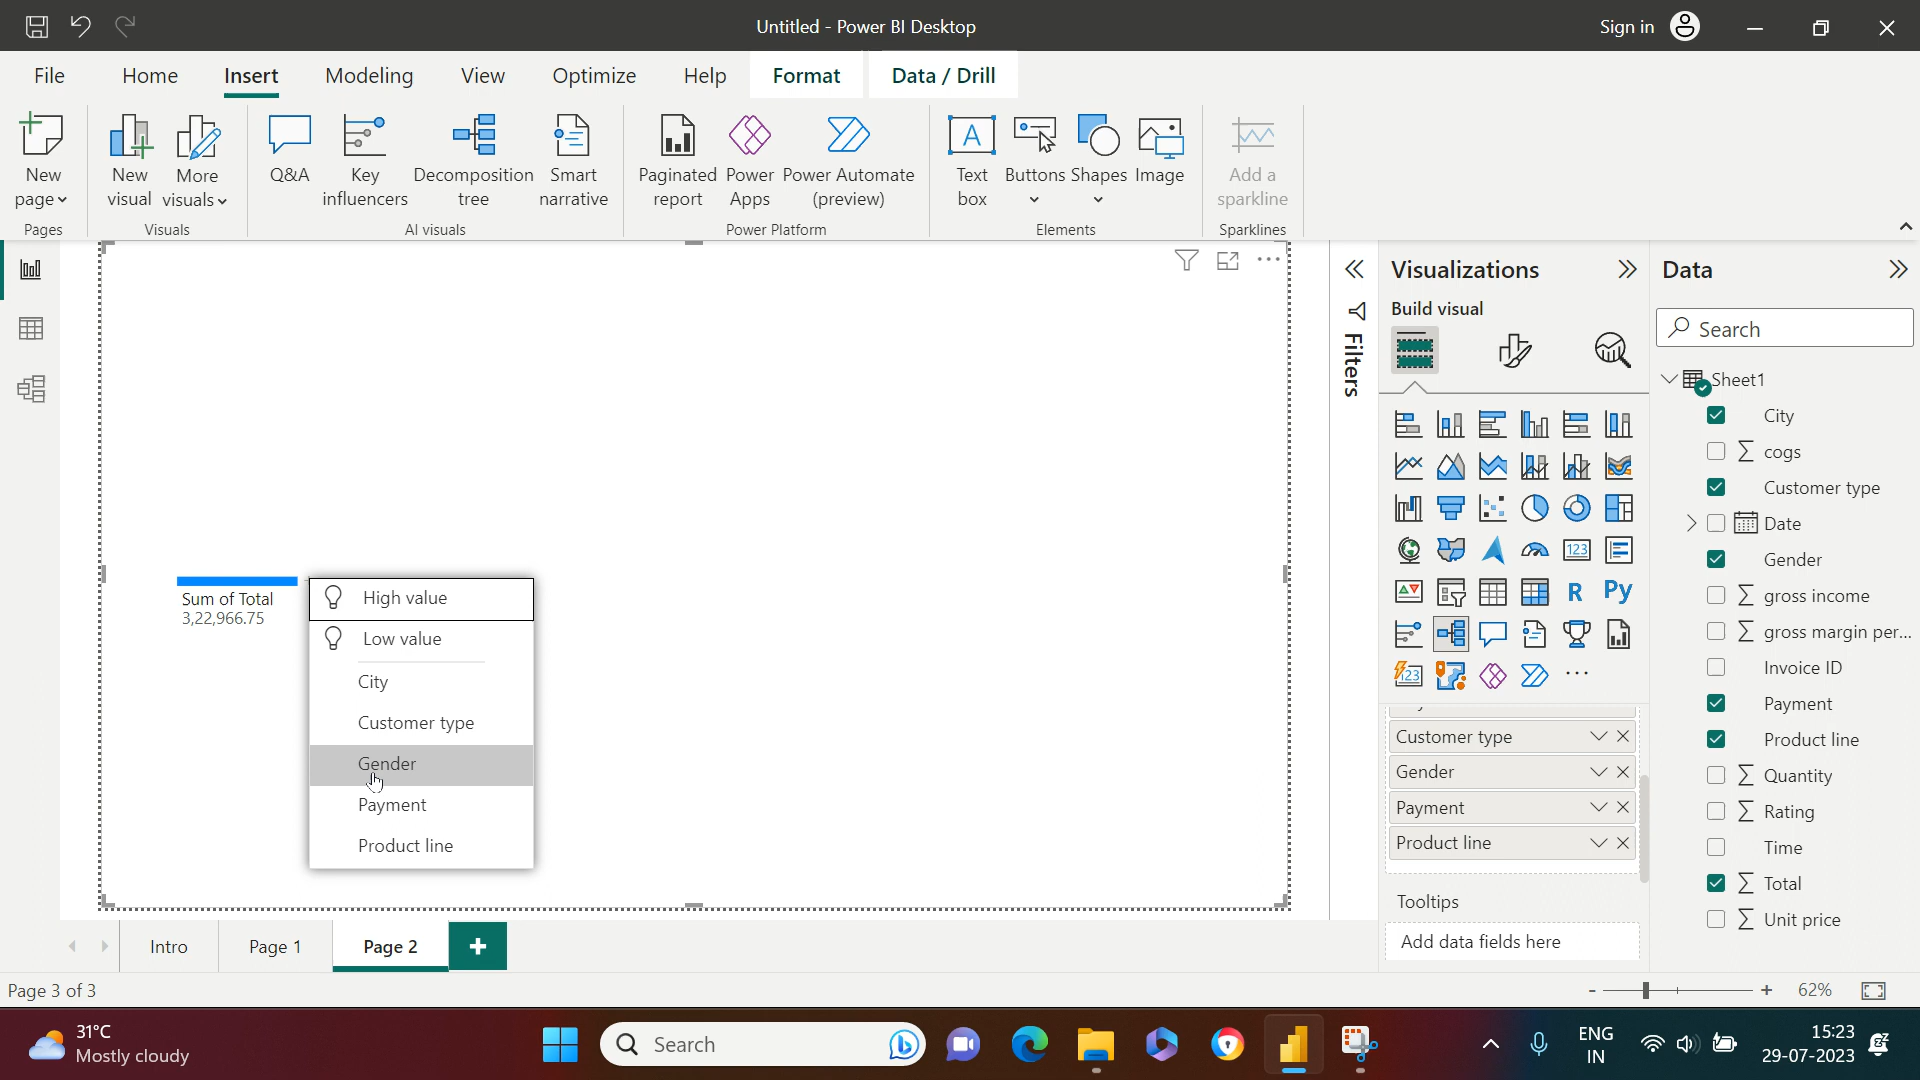 Untitled - Power BI Desktop
Sign in
File Home Insert Modeling View Optimize Help Format Data / Drill
New page
New visual
More visuals
Q&A
Key influencers
Decomposition tree
Smart narrative
Paginated report
Power Apps
Power Automate (preview)
Text box
Buttons
Shapes
Image
Add a sparkline
Pages Visuals AI visuals Power Platform Elements Sparklines
Sum of Total
3,22,966.75
High value
Low value
City
Customer type
Gender
Payment
Product line
Filters
Visualizations
Build visual
123
R
Py
123
Customer type
Gender
Payment
Product line
Tooltips
Add data fields here
Data
Search
Sheet1
City
cogs
Customer type
Date
Gender
gross income
gross margin per...
Invoice ID
Payment
Product line
Quantity
Rating
Time
Total
Unit price
Intro Page 1 Page 2
Page 3 of 3
62%
31°C
Mostly cloudy
Search
ENG
IN
15:23
29-07-2023